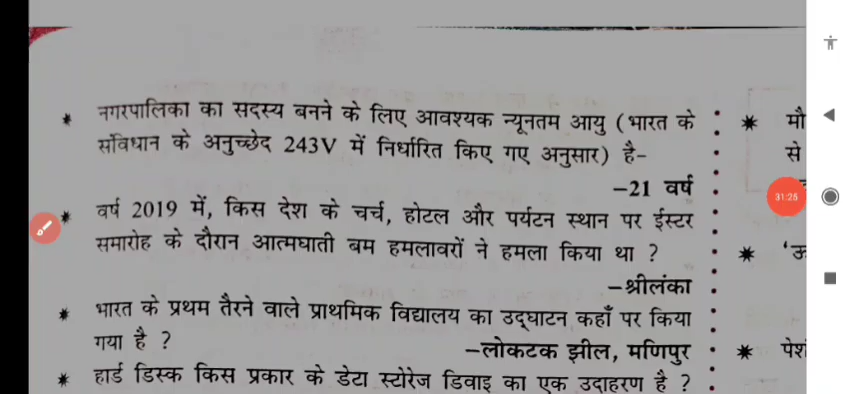 * नगरपालिका का सदस्य बनने के लिए आवश्यक न्यूनतम आयु (भारत के
संविधान के अनुच्छेद 243V में निर्धारित किए गए अनुसार) है-
–21 वर्ष
* वर्ष 2019 में, किस देश के चर्च, होटल और पर्यटन स्थान पर ईस्टर
समारोह के दौरान आत्मघाती बम हमलावरों ने हमला किया था ?
–श्रीलंका
* भारत के प्रथम तैरने वाले प्राथमिक विद्यालय का उद्घाटन कहाँ पर किया
गया है ?
–लोकटक झील, मणिपुर
* हार्ड डिस्क किस प्रकार के डेटा स्टोरेज डिवाइ का एक उदाहरण है ?
* मौ
से
31:25
* 'ऊ
* पेश